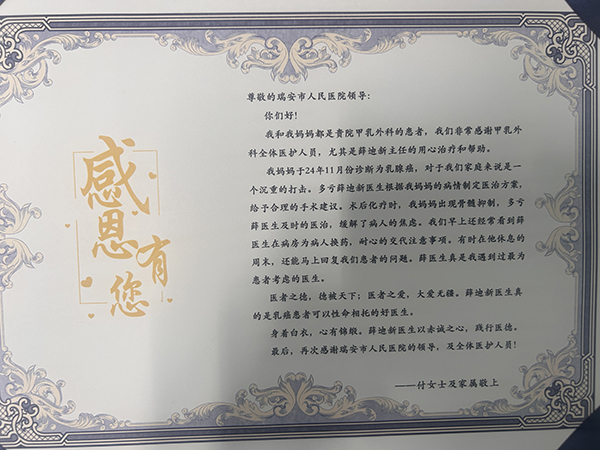 感恩有您
尊敬的瑞安市人民医院领导：
你们好！
我和我妈妈都是贵院甲乳外科的患者，我们非常感谢甲乳外
科全体医护人员，尤其是薛迪新主任的用心治疗和帮助。
我妈妈于24年11月份诊断为乳腺癌，对于我们家庭来说是一
个沉重的打击。多亏薛迪新医生根据我妈妈的病情制定医治方案，
给予合理的手术建议。术后化疗时，我妈妈出现骨髓抑制，多亏
薛医生及时的医治，缓解了病人的焦虑。我们早上还经常看到薛
医生在病房为病人换药，耐心的交代注意事项。有时在他休息的
周末，还能马上回复我们患者的问题。薛医生真是我遇到过最为
患者考虑的医生。
医者之德，德被天下；医者之爱，大爱无疆。薛迪新医生真
的是乳癌患者可以性命相托的好医生。
身着白衣，心有锦缎。薛迪新医生以赤诚之心，践行医德。
最后，再次感谢瑞安市人民医院的领导，及全体医护人员！
——付女士及家属敬上